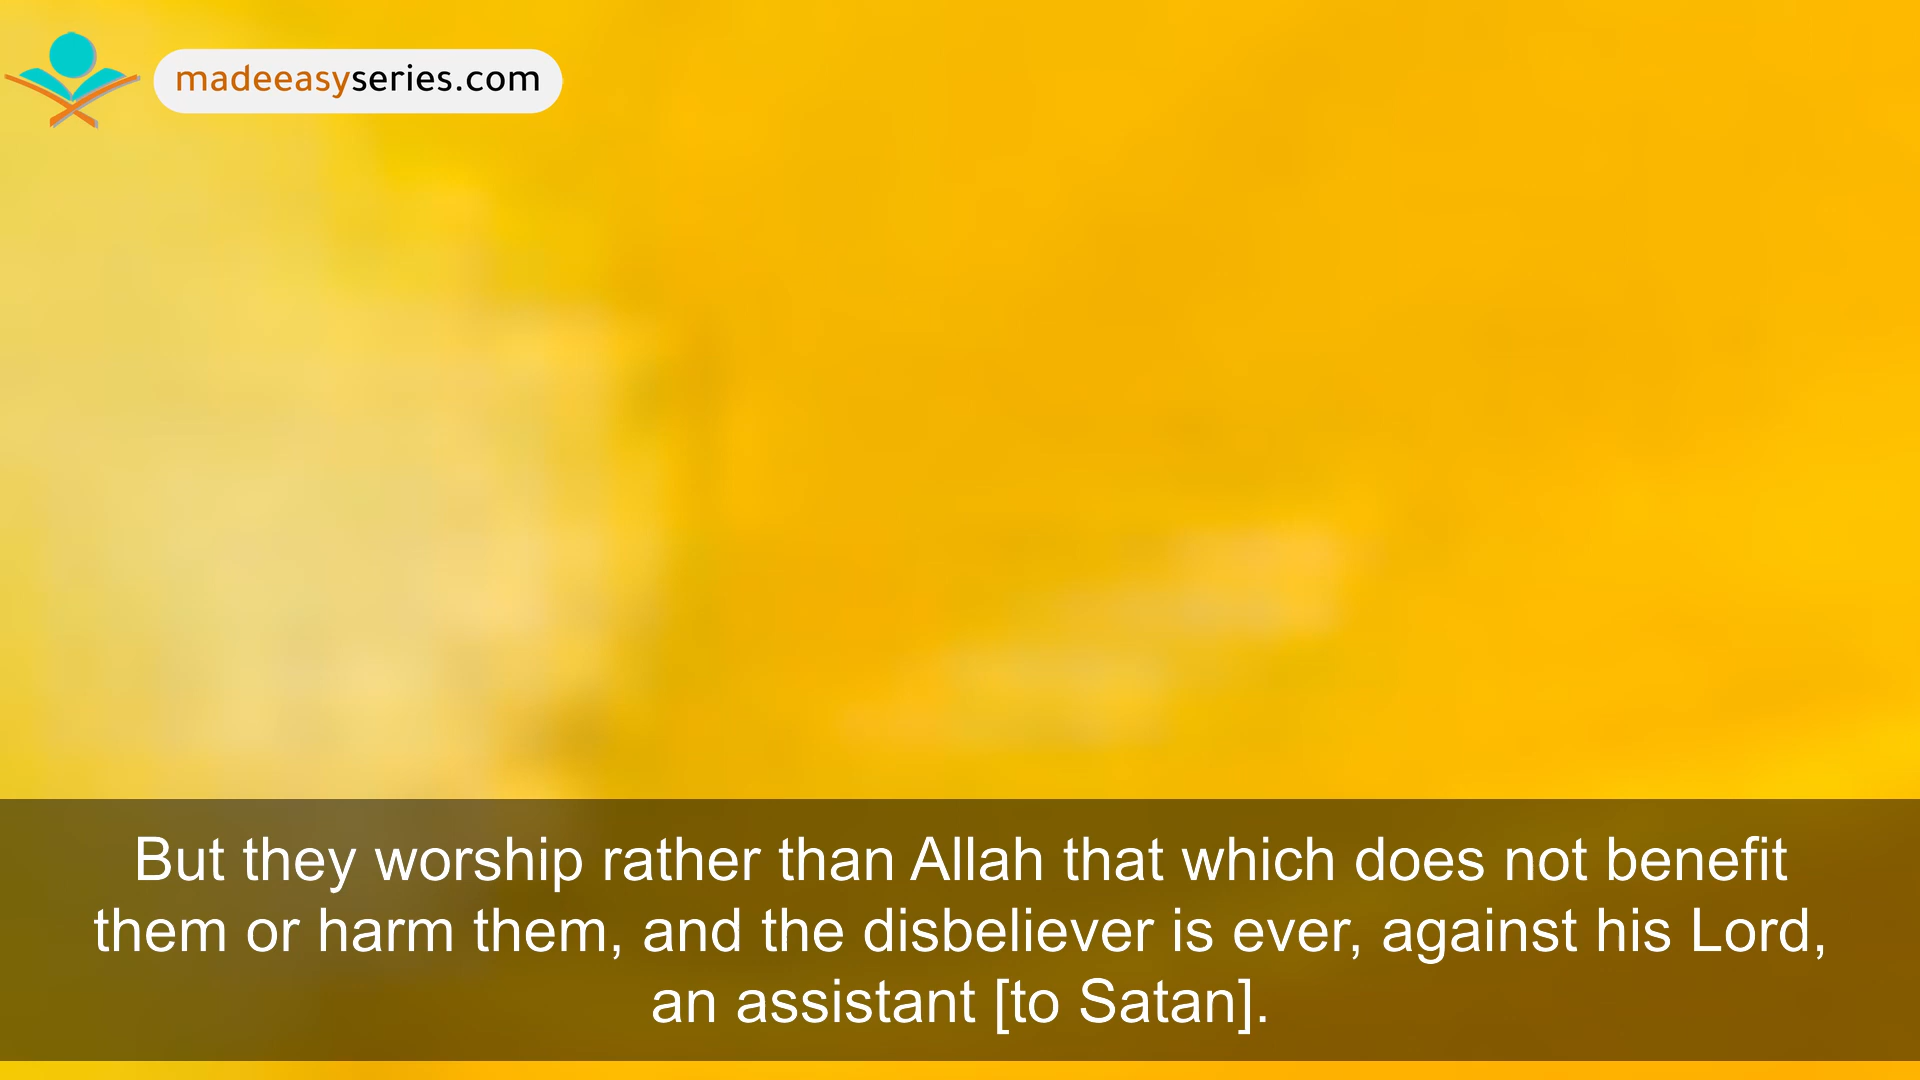 madeeasyseries.com
But they worship rather than Allah that which does not benefit
them or harm them, and the disbeliever is ever, against his Lord,
an assistant [to Satan].